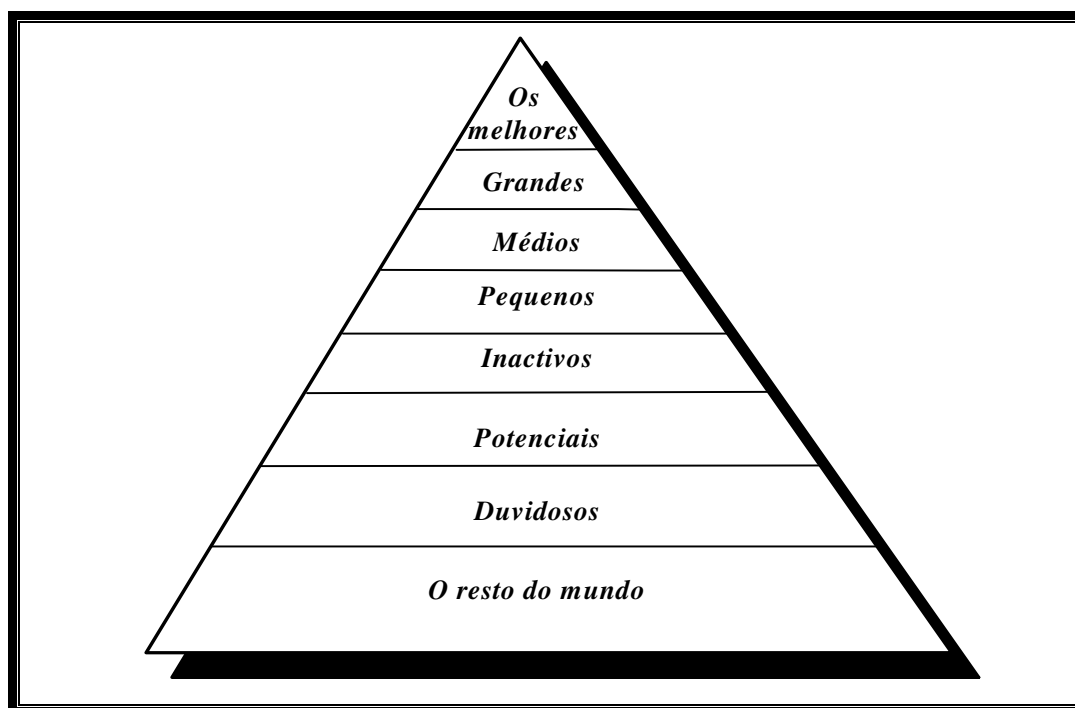 Os
melhores
Grandes
Médios
Pequenos
Inactivos
Potenciais
Duvidosos
O resto do mundo